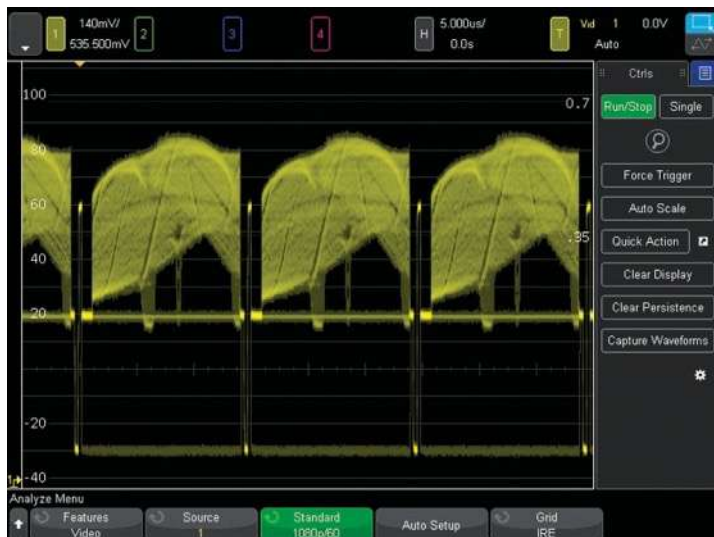 1
140mV/
535.500mV
2
3
4
H
5.000us/
0.0s
T
Vid 1 0.0V
Auto
Ctrls
100
80
60
40
20
-20
-40
0.7
.35
Run/Stop
Single
Force Trigger
Auto Scale
Quick Action
Clear Display
Clear Persistence
Capture Waveforms
Analyze Menu
Features
Video
Source
1
Standard
1080p/60
Auto Setup
Grid
IRE